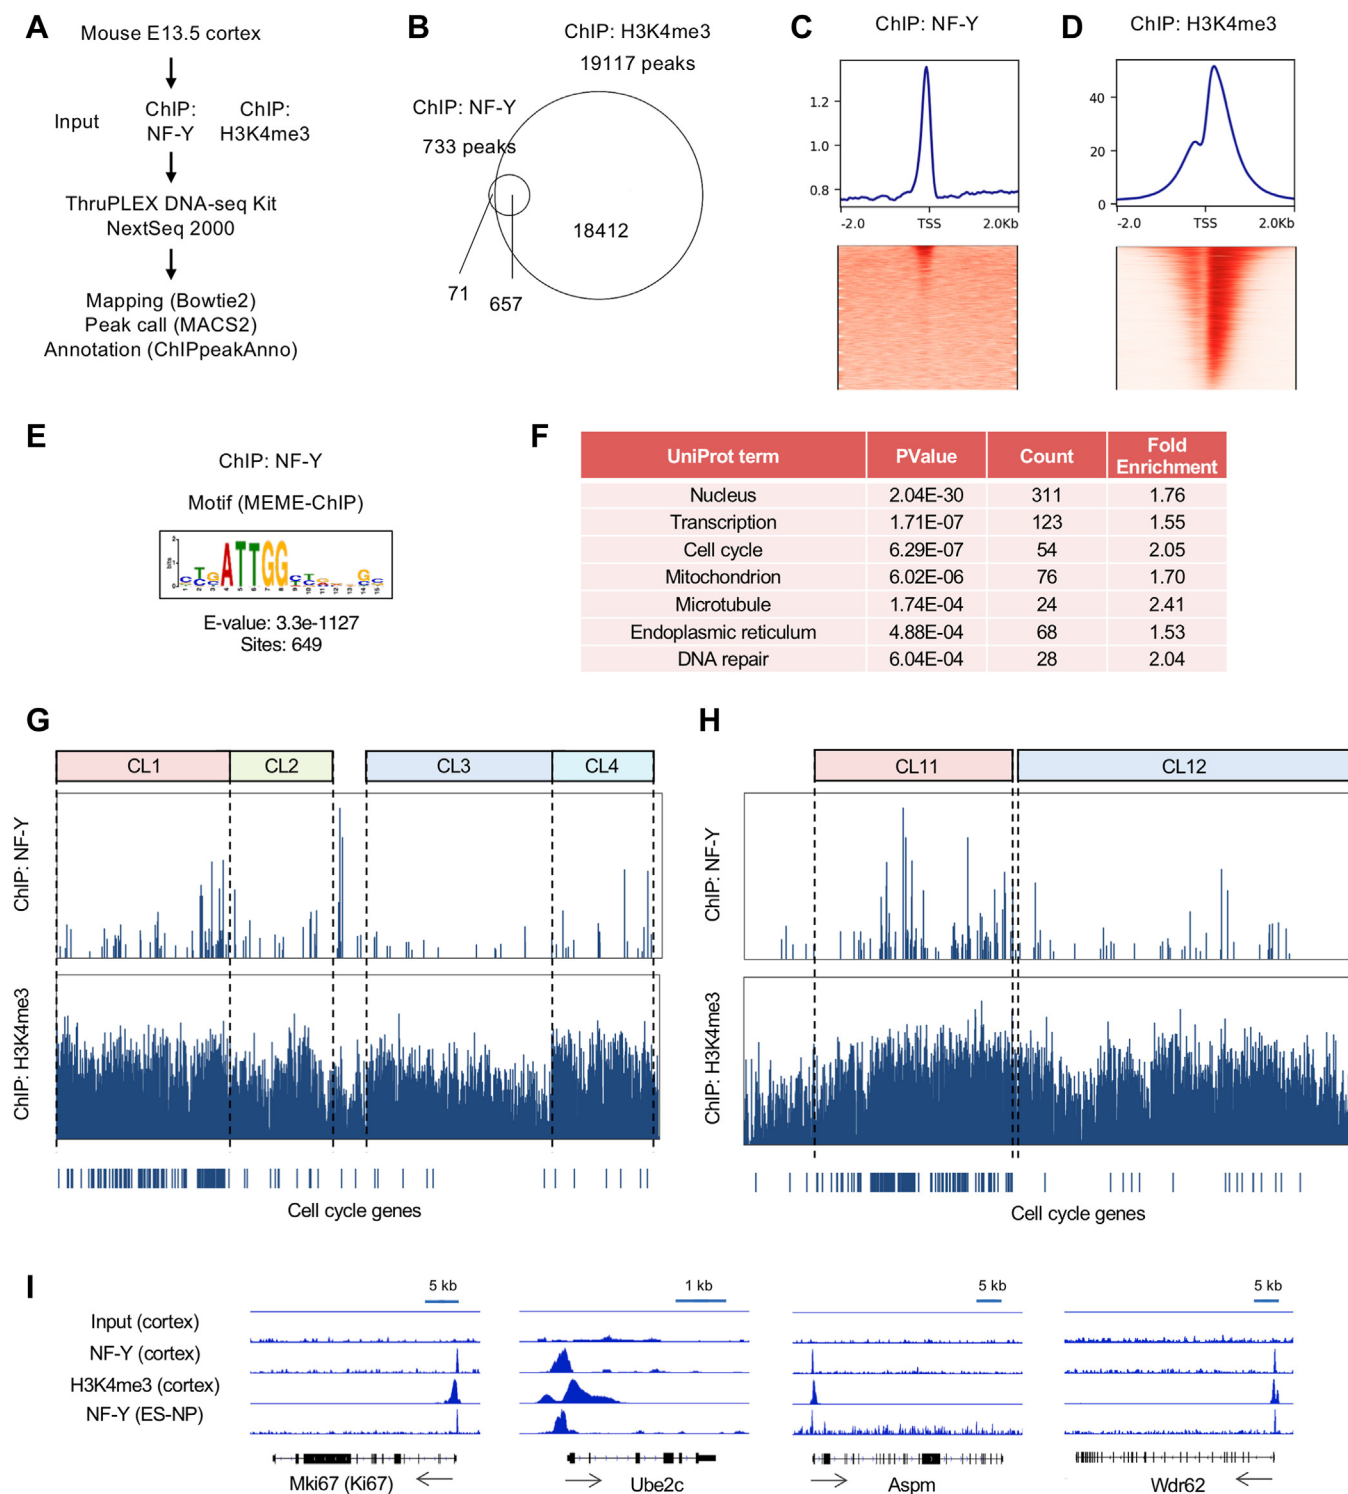 A
Mouse E13.5 cortex
Input
ChIP:
NF-Y
ChIP:
H3K4me3
ThruPLEX DNA-seq Kit
NextSeq 2000
Mapping (Bowtie2)
Peak call (MACS2)
Annotation (ChIPpeakAnno)
B
ChIP: H3K4me3
19117 peaks
ChIP: NF-Y
733 peaks
18412
71
657
C
ChIP: NF-Y
1.2
1.0
0.8
-2.0 TSS 2.0Kb
D
ChIP: H3K4me3
40
20
0
-2.0 TSS 2.0Kb
E
ChIP: NF-Y
Motif (MEME-ChIP)
ATTGG
E-value: 3.3e-1127
Sites: 649
F
UniProt term PValue Count Fold Enrichment
Nucleus 2.04E-30 311 1.76
Transcription 1.71E-07 123 1.55
Cell cycle 6.29E-07 54 2.05
Mitochondrion 6.02E-06 76 1.70
Microtubule 1.74E-04 24 2.41
Endoplasmic reticulum 4.88E-04 68 1.53
DNA repair 6.04E-04 28 2.04
G
CL1 CL2 CL3 CL4
ChIP: NF-Y
ChIP: H3K4me3
Cell cycle genes
H
CL11 CL12
ChIP: NF-Y
ChIP: H3K4me3
Cell cycle genes
I
5 kb 1 kb 5 kb 5 kb
Input (cortex)
NF-Y (cortex)
H3K4me3 (cortex)
NF-Y (ES-NP)
Mki67 (Ki67) Ube2c Aspm Wdr62